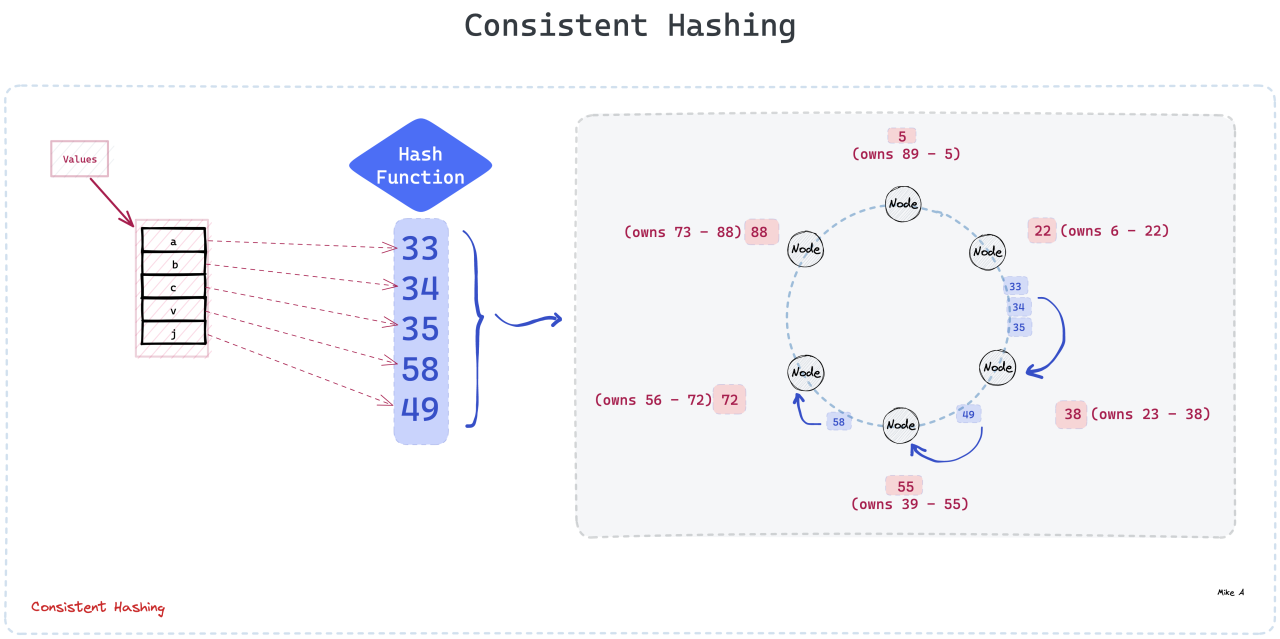 Consistent Hashing
Values
a
b
c
v
j
Hash
Function
33
34
35
58
49
5
(owns 89 - 5)
Node
(owns 73 - 88) 88
Node
Node
22 (owns 6 - 22)
33
34
35
Node
Node
(owns 56 - 72) 72
58
49
Node
38 (owns 23 - 38)
55
(owns 39 - 55)
Mike A
Consistent Hashing